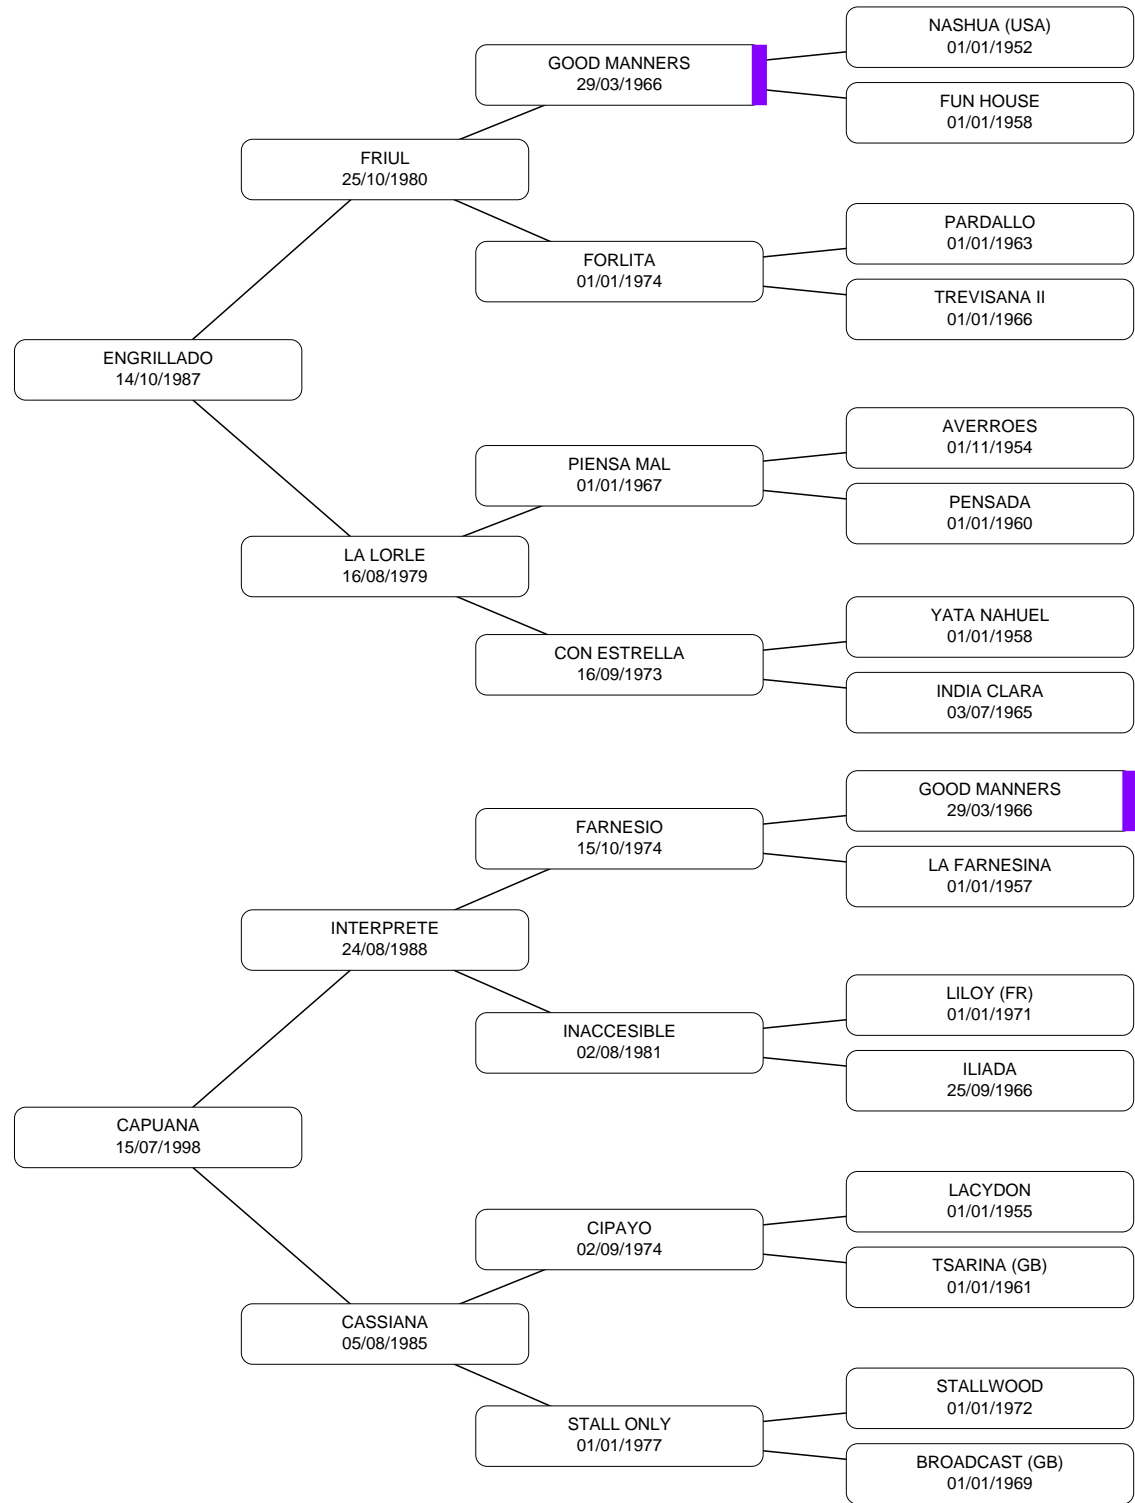 NASHUA (USA)
01/01/1952
GOOD MANNERS
29/03/1966
FUN HOUSE
01/01/1958
FRIUL
25/10/1980
PARDALLO
01/01/1963
FORLITA
01/01/1974
TREVISANA II
01/01/1966
ENGRILLADO
14/10/1987
AVERROES
01/11/1954
PIENSA MAL
01/01/1967
PENSADA
01/01/1960
LA LORLE
16/08/1979
YATA NAHUEL
01/01/1958
CON ESTRELLA
16/09/1973
INDIA CLARA
03/07/1965
GOOD MANNERS
29/03/1966
FARNESIO
15/10/1974
LA FARNESINA
01/01/1957
INTERPRETE
24/08/1988
LILOY (FR)
01/01/1971
INACCESIBLE
02/08/1981
ILIADA
25/09/1966
CAPUANA
15/07/1998
LACYDON
01/01/1955
CIPAYO
02/09/1974
TSARINA (GB)
01/01/1961
CASSIANA
05/08/1985
STALLWOOD
01/01/1972
STALL ONLY
01/01/1977
BROADCAST (GB)
01/01/1969